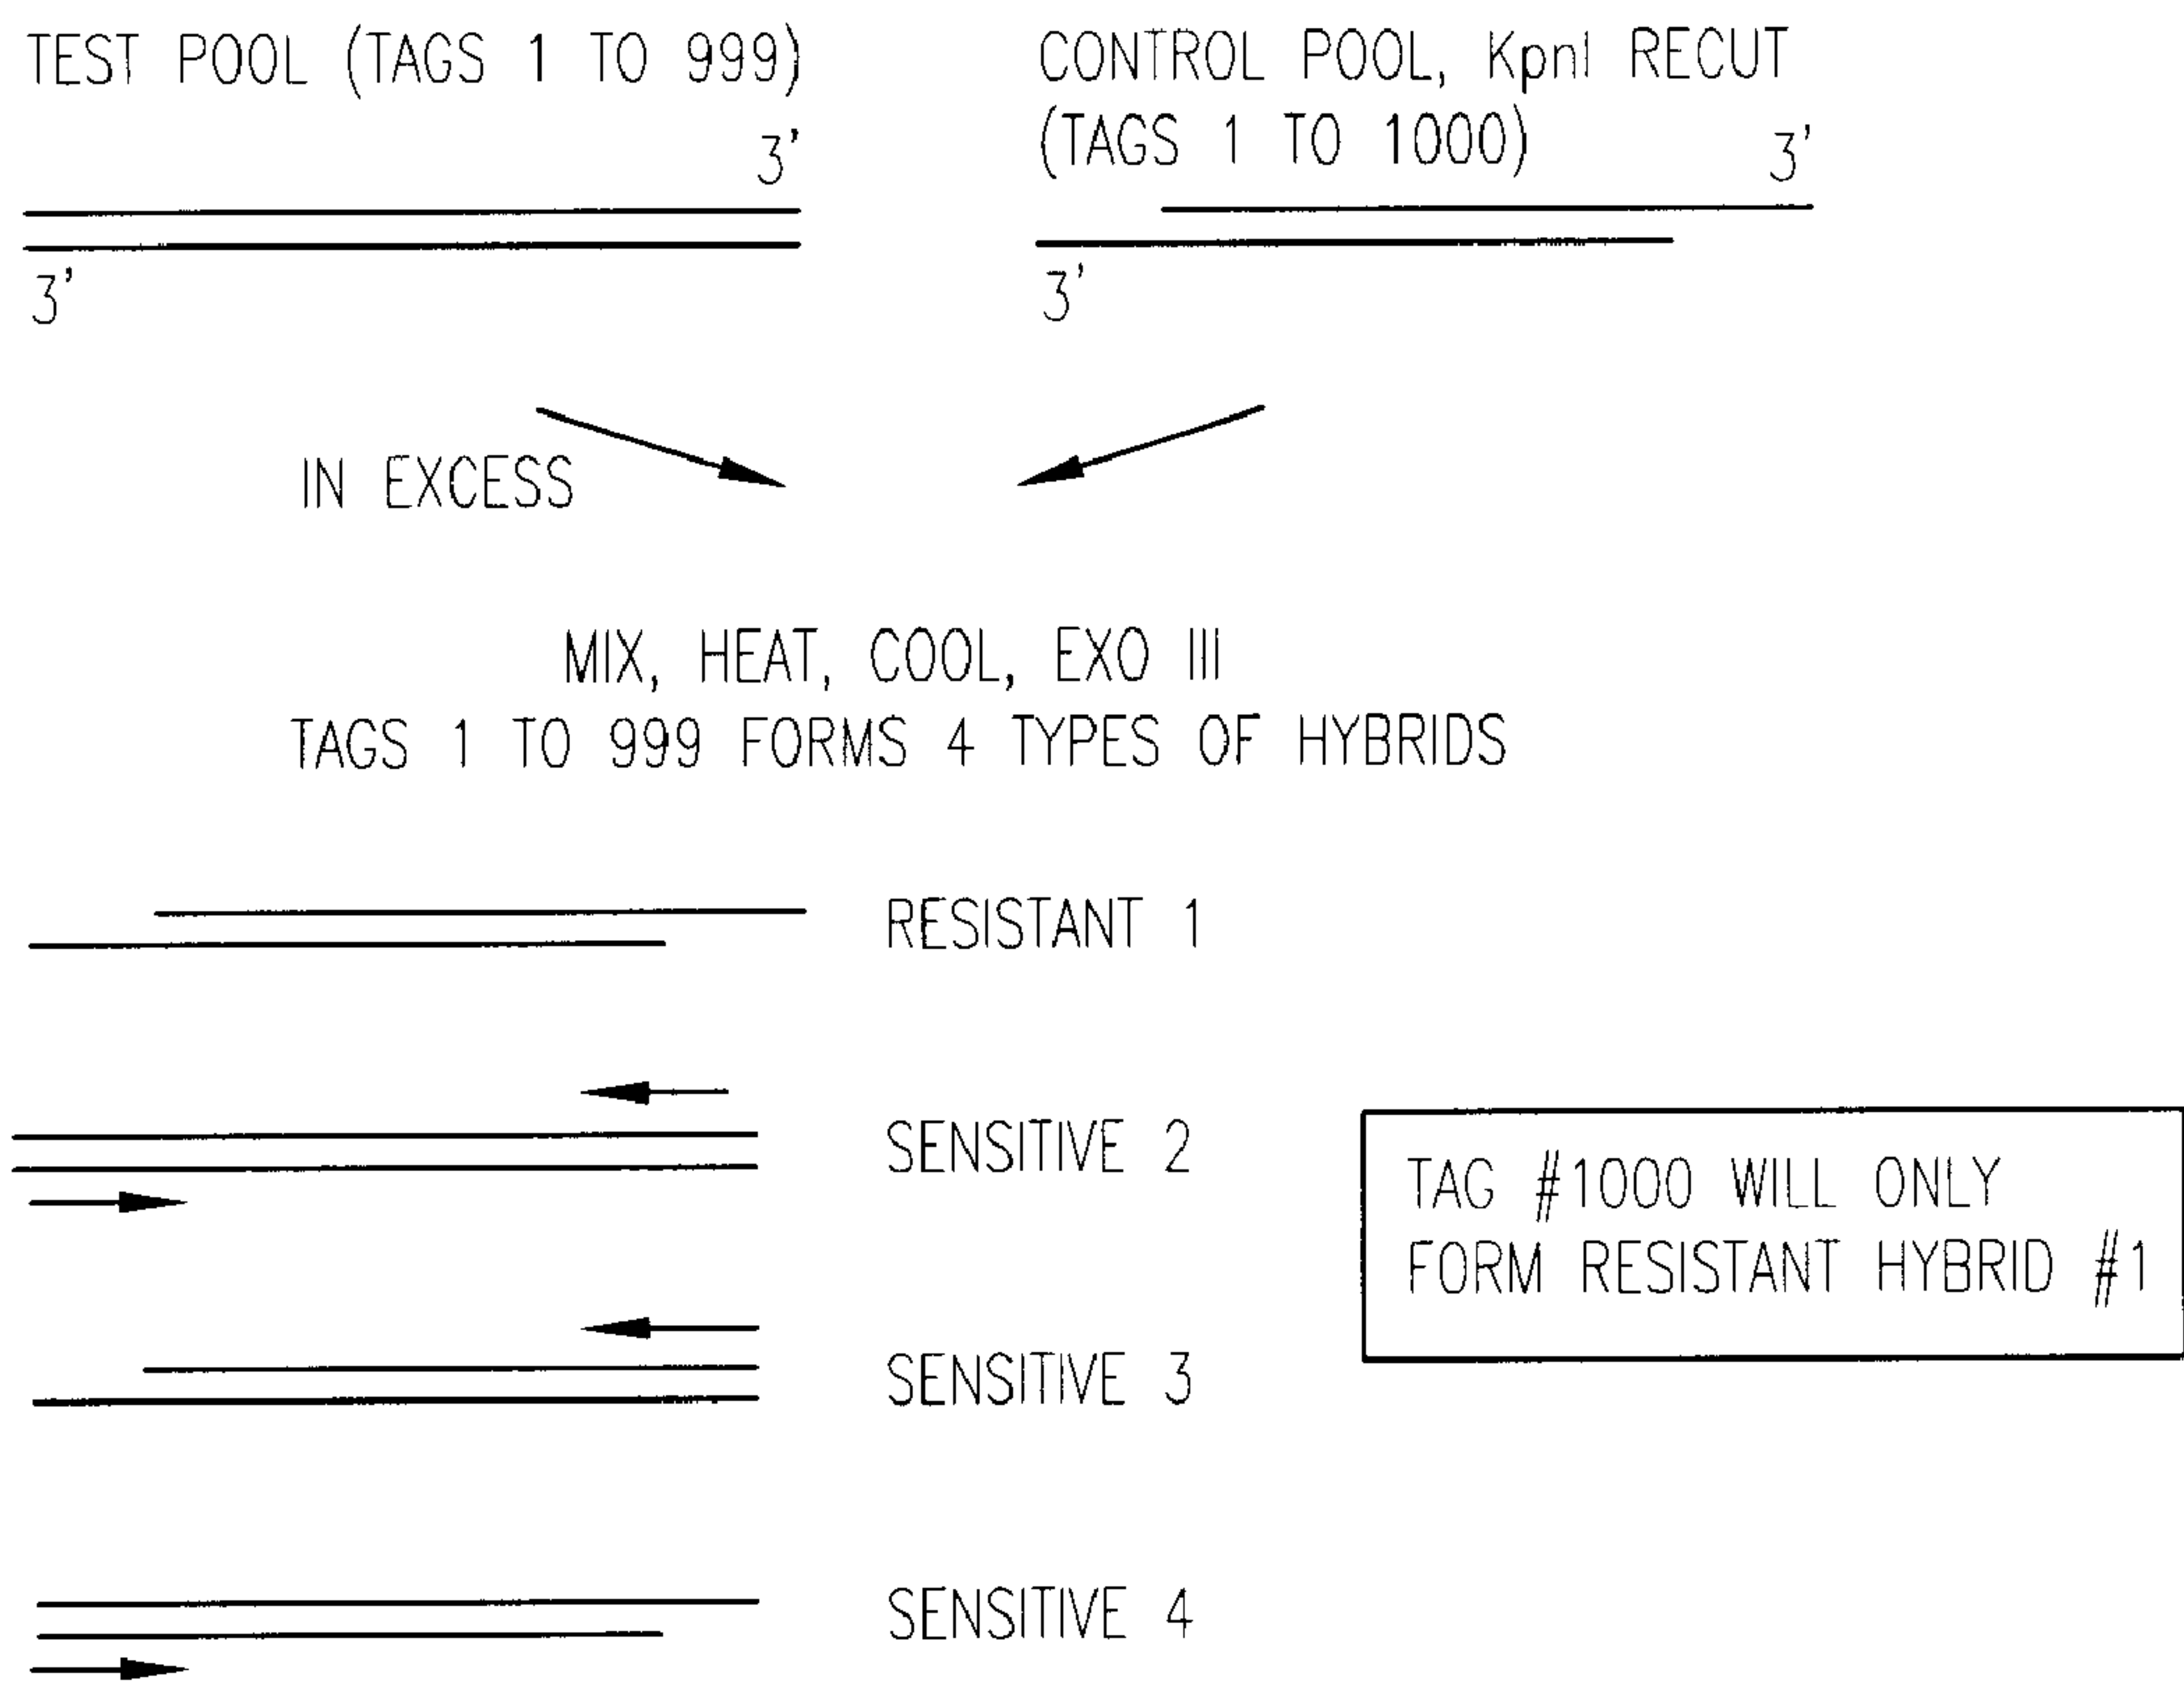 TEST POOL (TAGS 1 TO 999)
CONTROL POOL, KpnI RECUT
(TAGS 1 TO 1000)
3'
3'
3'
3'
IN EXCESS
MIX, HEAT, COOL, EXO III
TAGS 1 TO 999 FORMS 4 TYPES OF HYBRIDS
RESISTANT 1
SENSITIVE 2
TAG #1000 WILL ONLY
FORM RESISTANT HYBRID #1
SENSITIVE 3
SENSITIVE 4